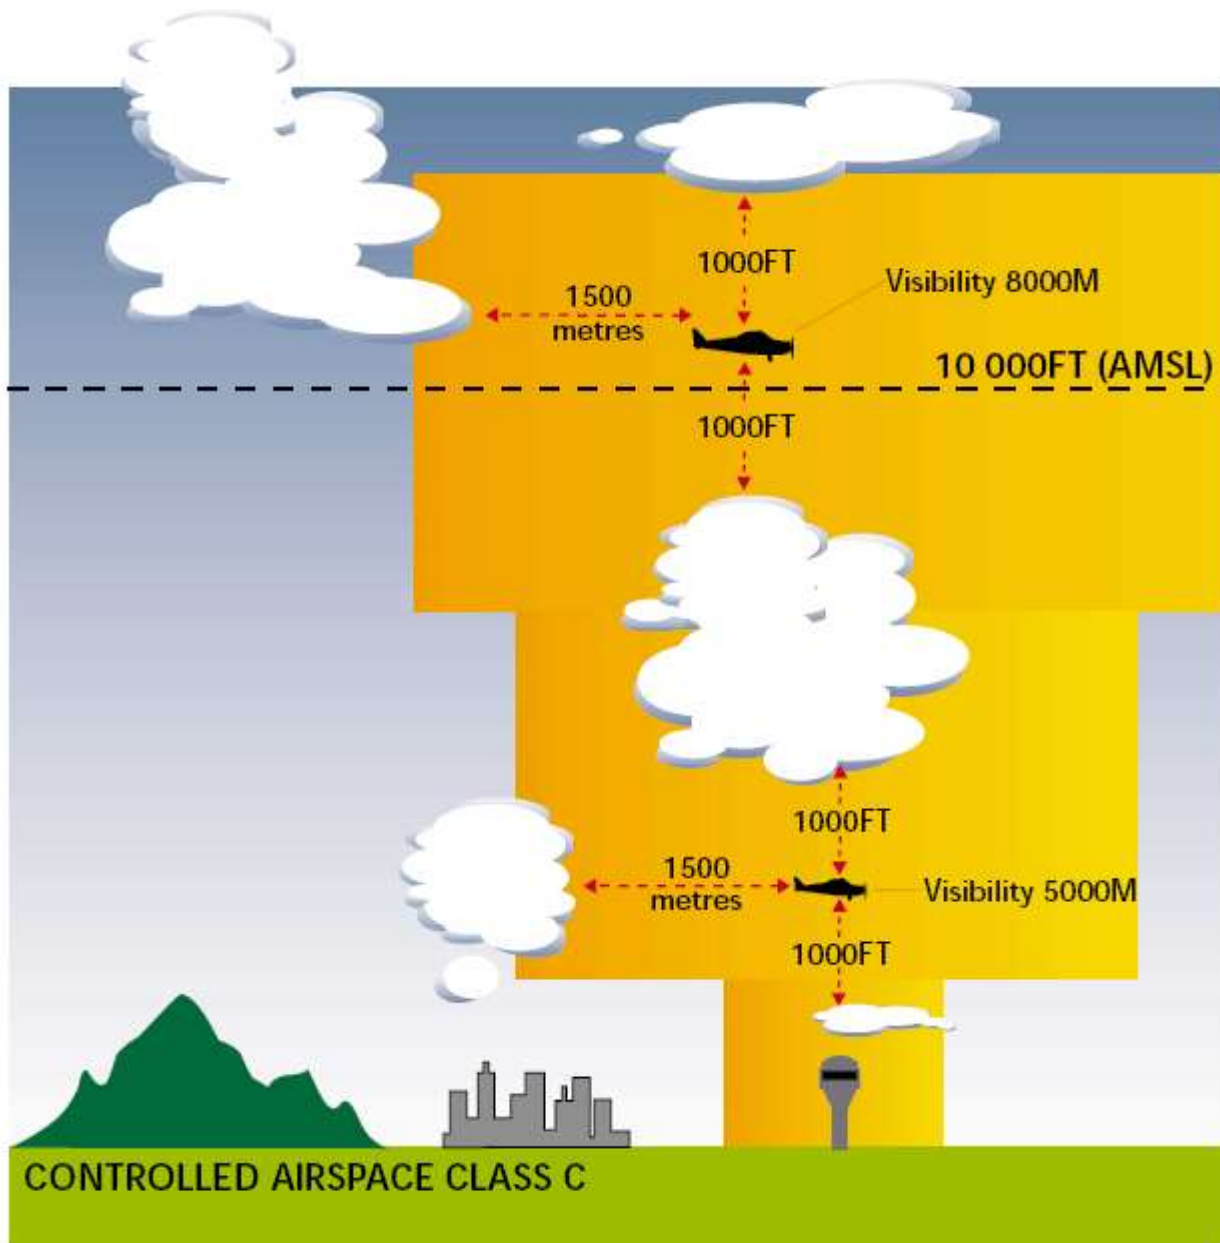 1000FT
Visibility 8000M
1500
metres
10 000FT (AMSL)
1000FT
1000FT
1500
metres
Visibility 5000M
1000FT
CONTROLLED AIRSPACE CLASS C